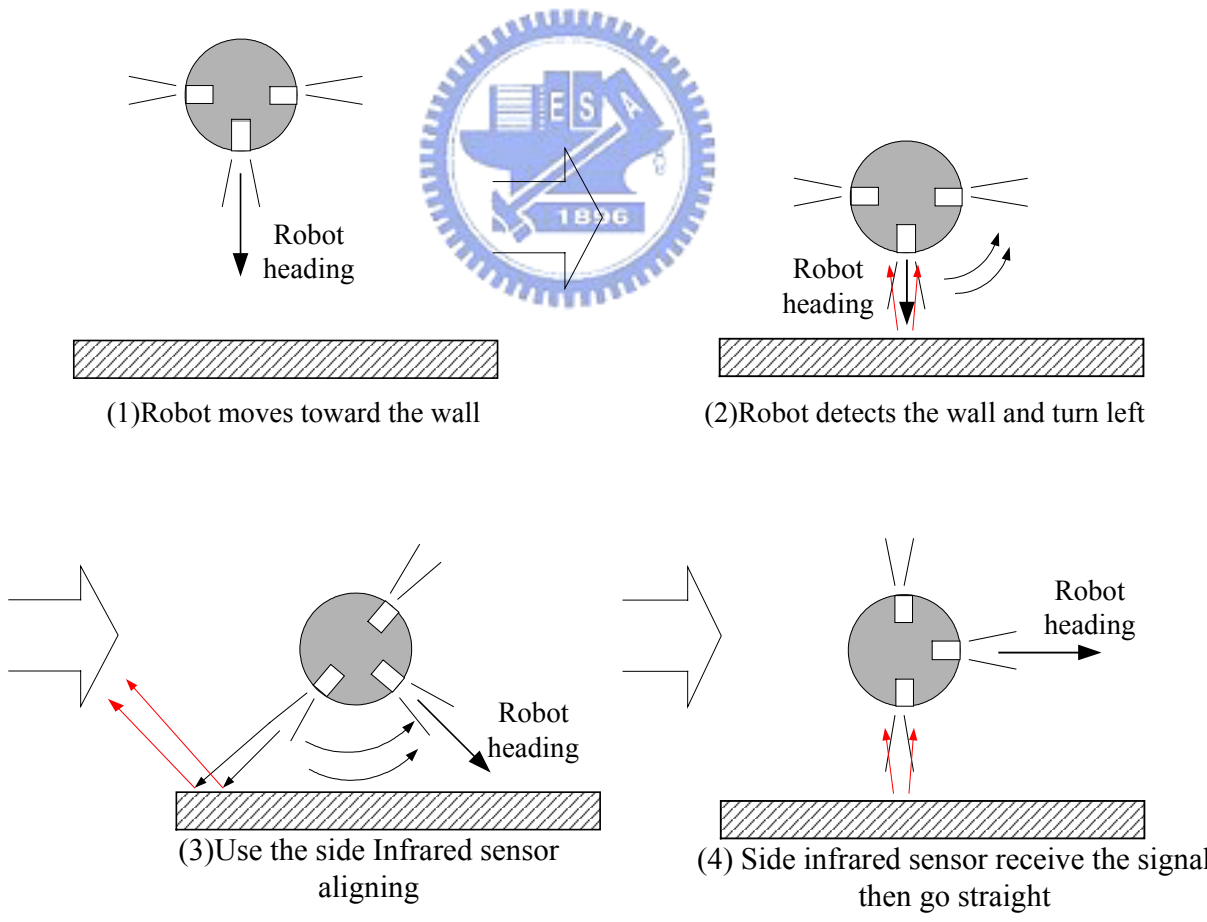 E S A
1896
Robot
heading
(1)Robot moves toward the wall
Robot
heading
(2)Robot detects the wall and turn left
Robot
heading
(3)Use the side Infrared sensor
aligning
Robot
heading
(4) Side infrared sensor receive the signal
then go straight